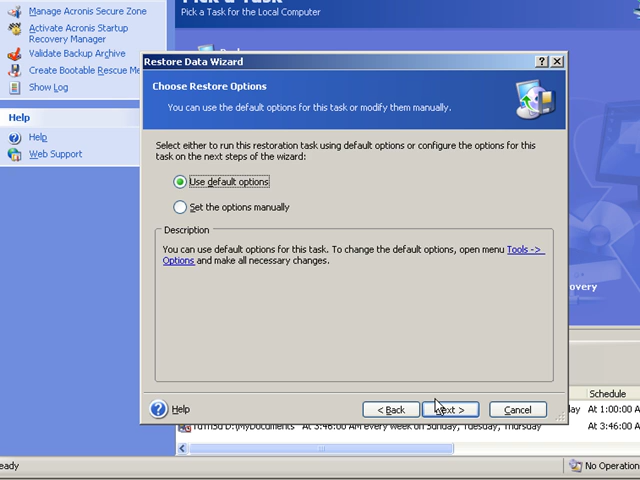 Pick a Task
Pick a Task for the Local Computer
Manage Acronis Secure Zone
Activate Acronis Startup
Recovery Manager
Validate Backup Archive
Create Bootable Rescue Me
Show Log
Help
Help
Web Support
Restore Data Wizard
Choose Restore Options
You can use the default options for this task or modify them manually.
Select either to run this restoration task using default options or configure the options for this
task on the next steps of the wizard:
Use default options
Set the options manually
Description
You can use default options for this task. To change the default options, open menu Tools ->
Options and make all necessary changes.
Help
< Back
Next >
Cancel
overy
Schedule
lay At 1:00:00 A
D:\MyDocuments At 3:46:00 AM every week on Sunday, Tuesday, Thursday At 3:46:00 A
eady
No Operation